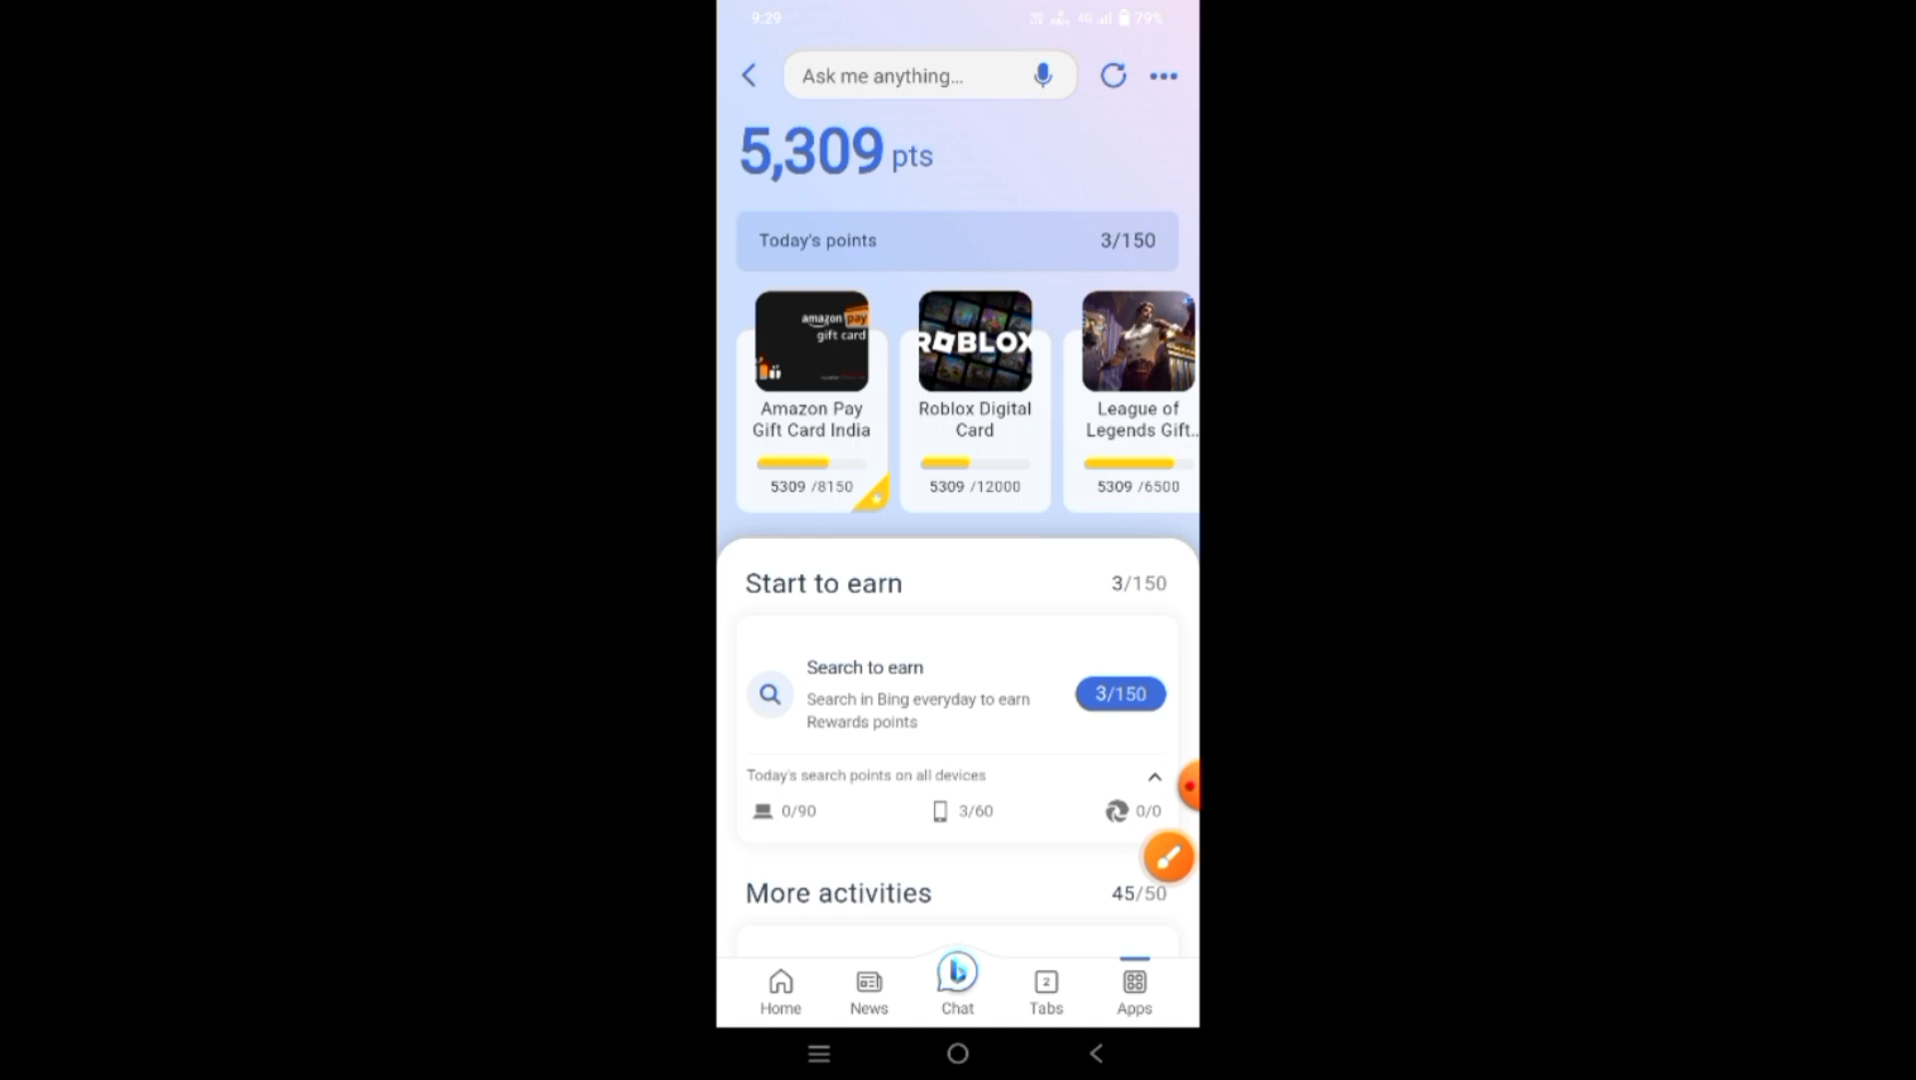 9:29
4G 79%
Ask me anything...
5,309 pts
Today's points 3/150
amazon pay
gift card
ROBLOX
Amazon Pay
Gift Card India
Roblox Digital
Card
League of
Legends Gift..
5309 /8150
5309 /12000
5309 /6500
Start to earn 3/150
Search to earn
Search in Bing everyday to earn
Rewards points
3/150
Today's search points on all devices
0/90 3/60 0/0
More activities 45/50
2
Home News Chat Tabs Apps